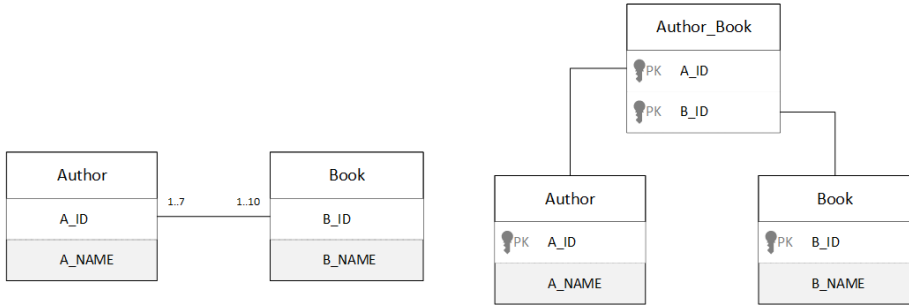 Author
A_ID
A_NAME
1..7
1..10
Book
B_ID
B_NAME
Author_Book
PK A_ID
PK B_ID
Author
PK A_ID
A_NAME
Book
PK B_ID
B_NAME